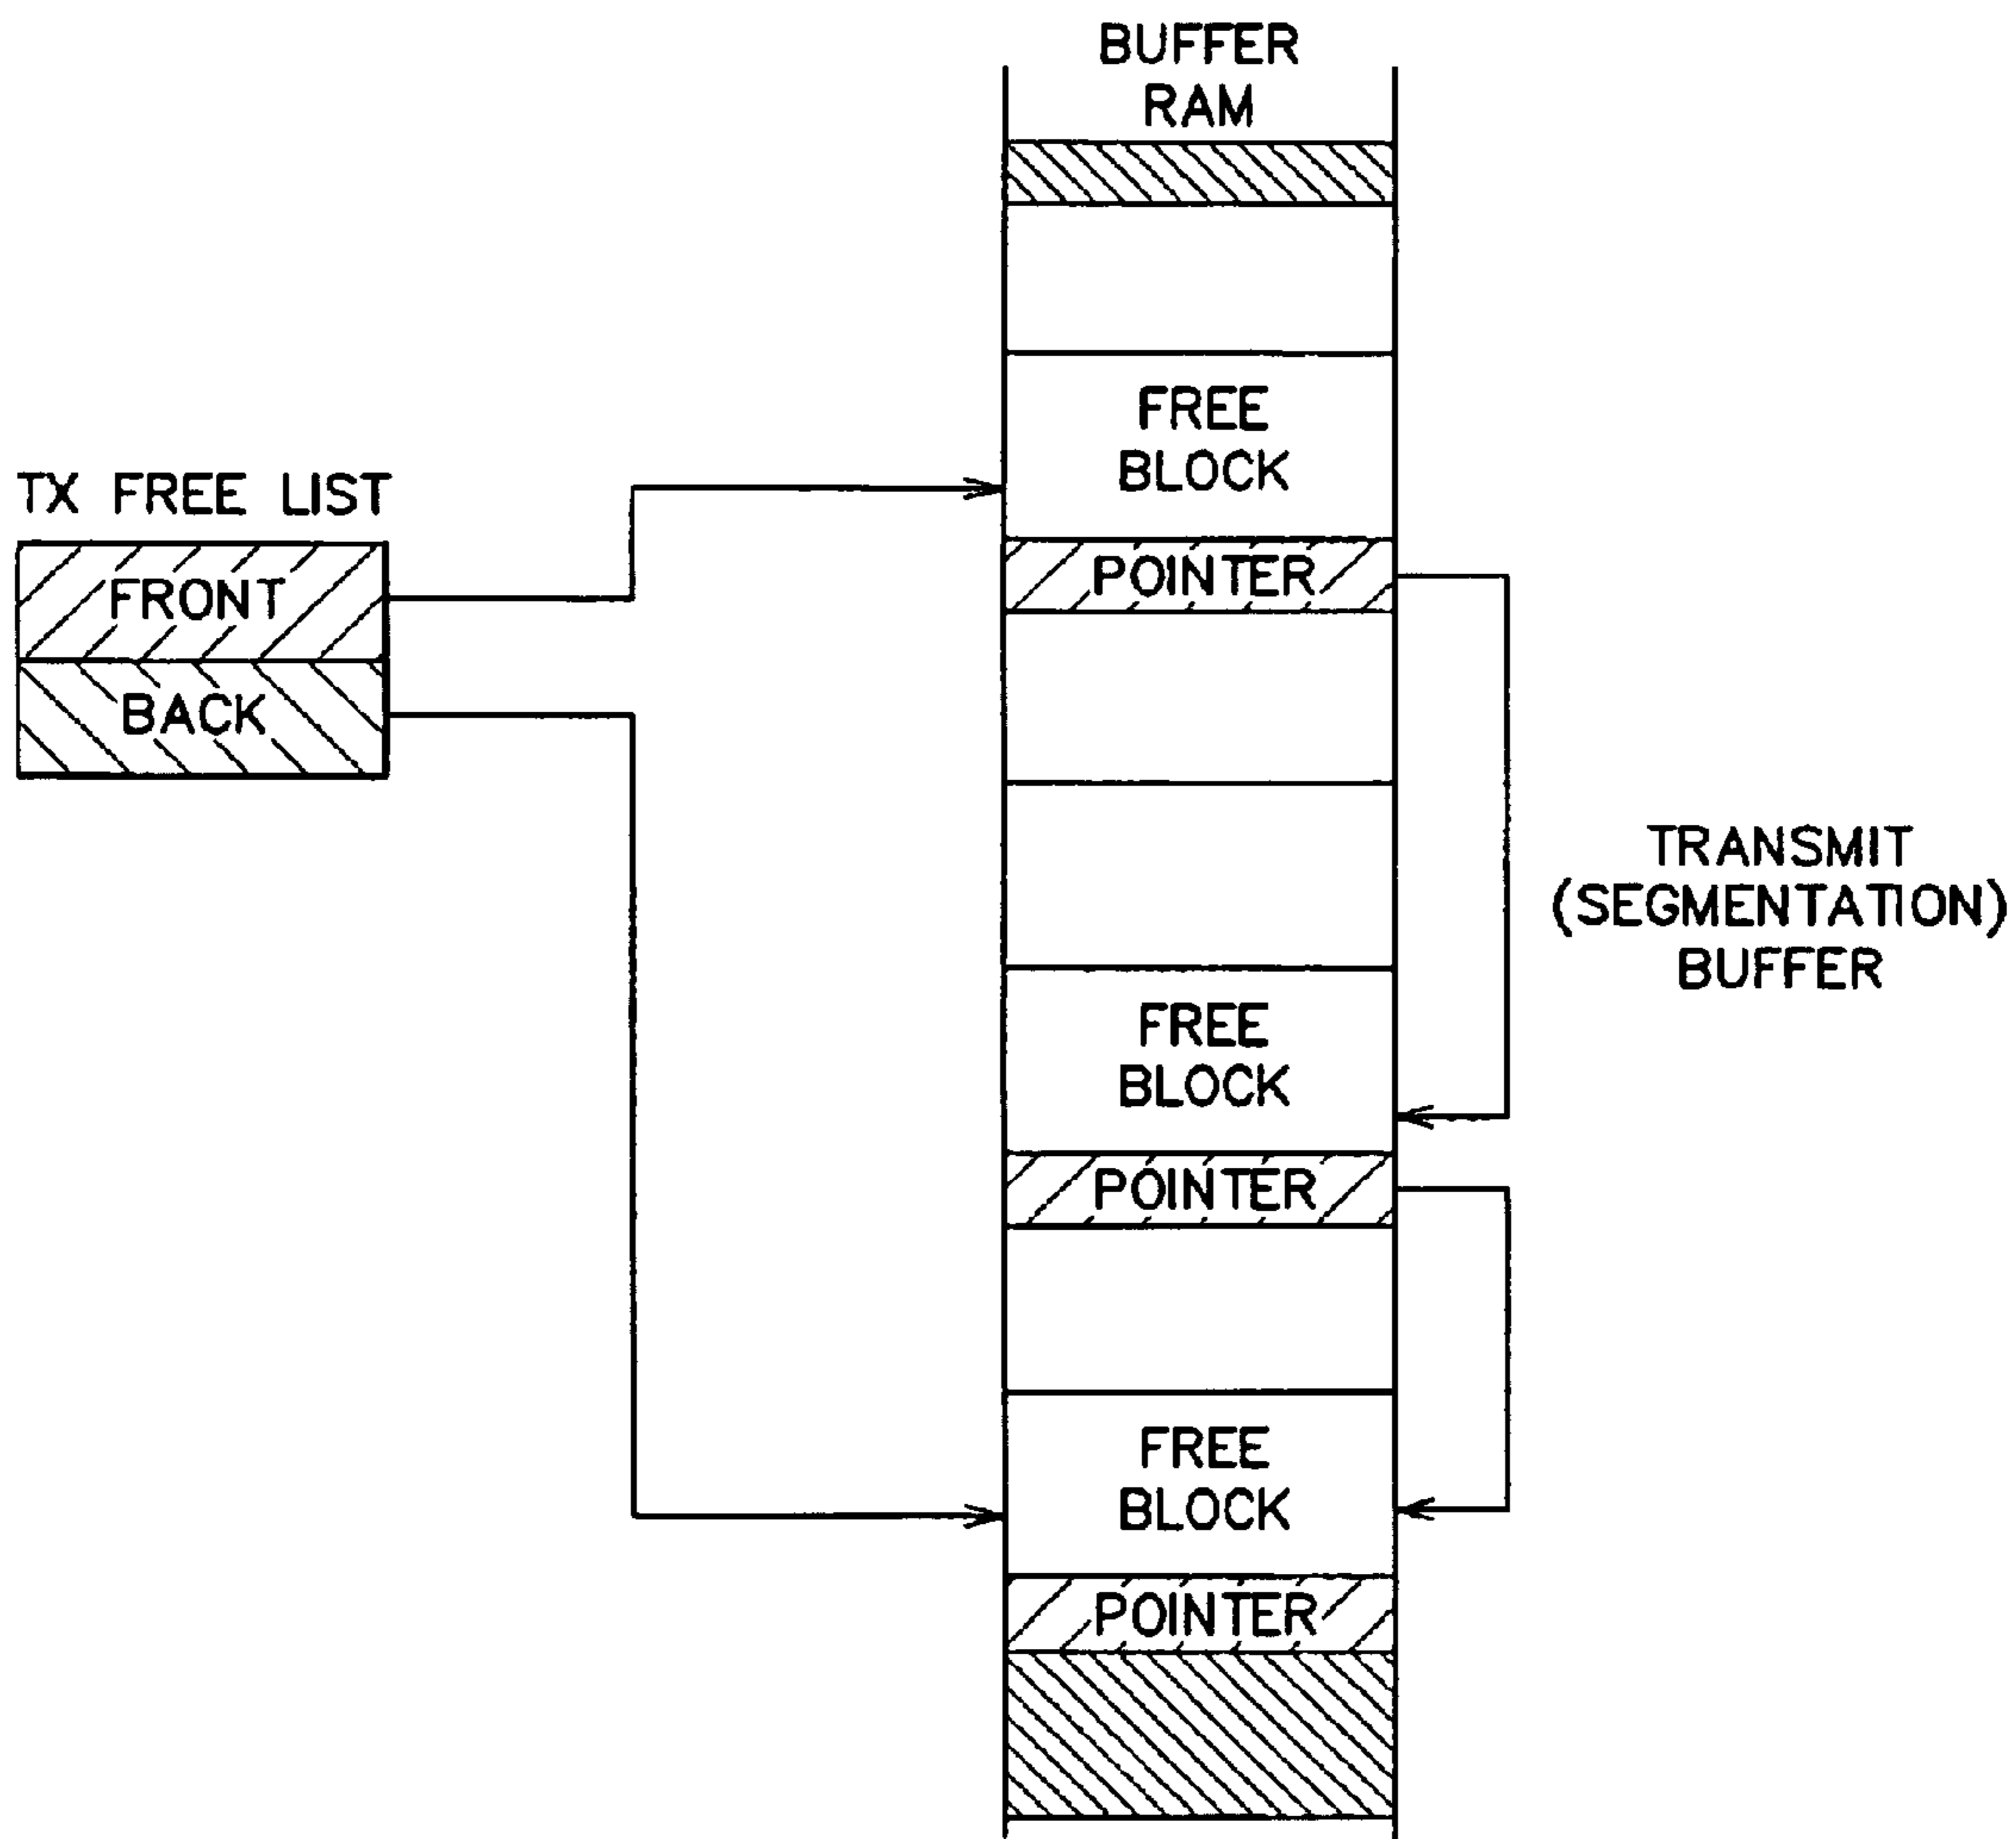 BUFFER
RAM
FREE
BLOCK
TX FREE LIST
POINTER
FRONT
BACK
TRANSMIT
(SEGMENTATION)
BUFFER
FREE
BLOCK
POINTER
FREE
BLOCK
POINTER